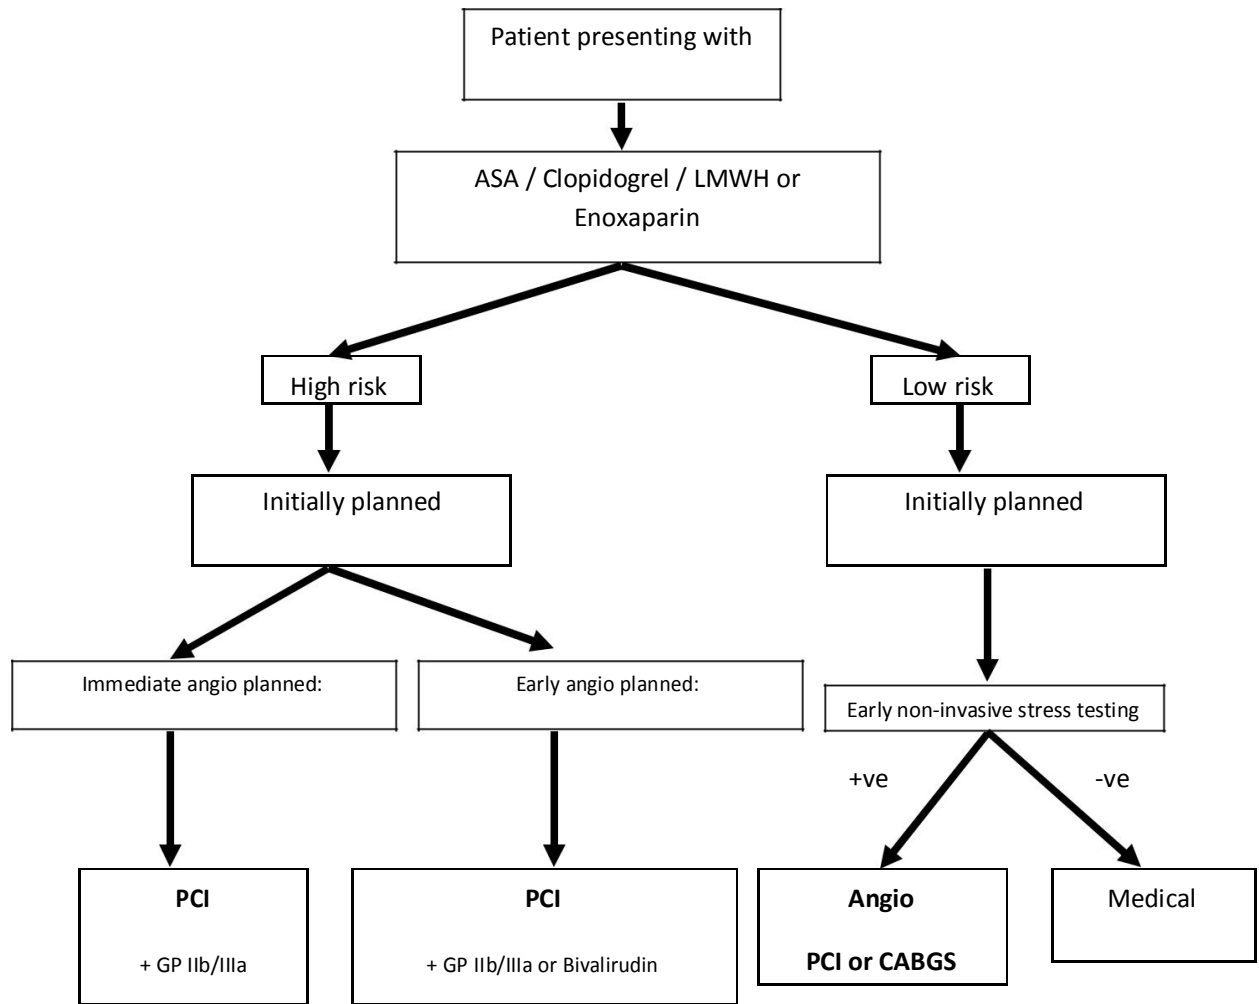 Patient presenting with
ASA / Clopidogrel / LMWH or
Enoxaparin
High risk
Low risk
Initially planned
Initially planned
Immediate angio planned:
Early angio planned:
Early non-invasive stress testing
+ve
-ve
PCI
+ GP IIb/IIIa
PCI
+ GP IIb/IIIa or Bivalirudin
Angio
PCI or CABGS
Medical